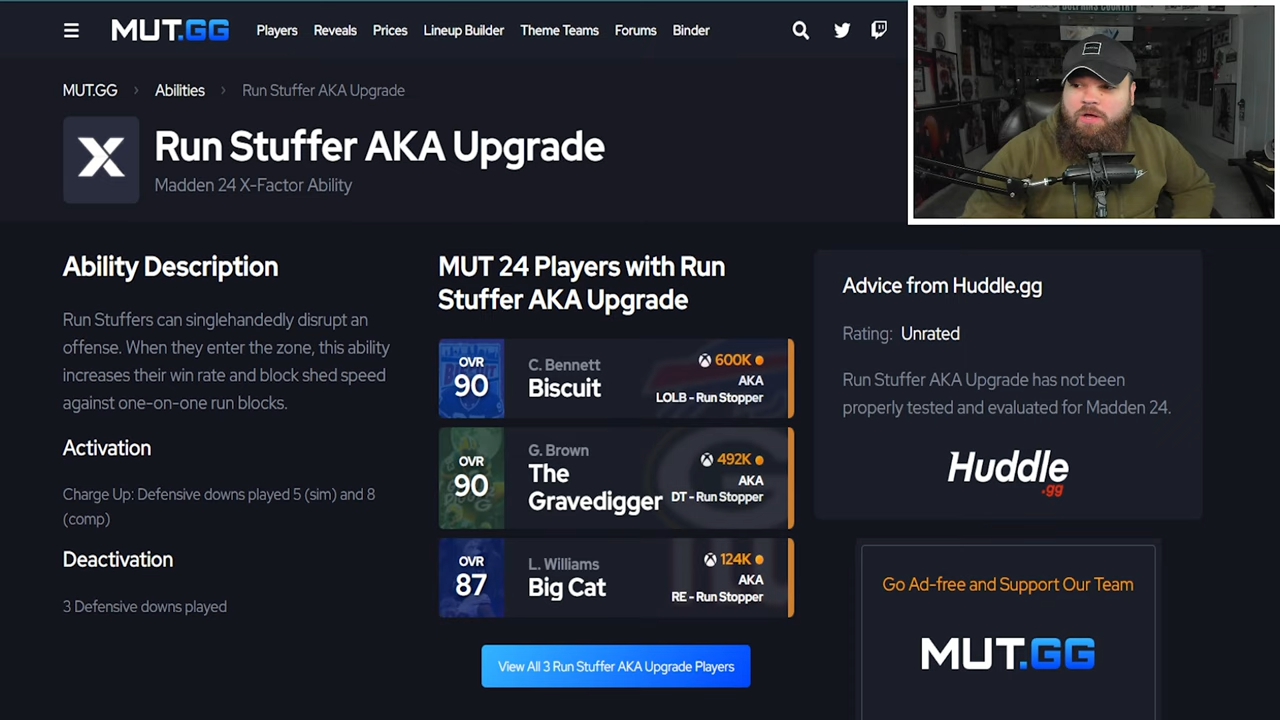 MUT.GG
Players
Reveals
Prices
Lineup Builder
Theme Teams
Forums
Binder
MUT.GG › Abilities › Run Stuffer AKA Upgrade
X
Run Stuffer AKA Upgrade
Madden 24 X-Factor Ability
Ability Description
Run Stuffers can singlehandedly disrupt an
offense. When they enter the zone, this ability
increases their win rate and block shed speed
against one-on-one run blocks.
Activation
Charge Up: Defensive downs played 5 (sim) and 8
(comp)
Deactivation
3 Defensive downs played
MUT 24 Players with Run
Stuffer AKA Upgrade
OVR
90
C. Bennett
Biscuit
600K
AKA
LOLB - Run Stopper
OVR
90
G. Brown
The
Gravedigger
492K
AKA
DT - Run Stopper
OVR
87
L. Williams
Big Cat
124K
AKA
RE - Run Stopper
View All 3 Run Stuffer AKA Upgrade Players
Advice from Huddle.gg
Rating: Unrated
Run Stuffer AKA Upgrade has not been
properly tested and evaluated for Madden 24.
Huddle
.gg
Go Ad-free and Support Our Team
MUT.GG